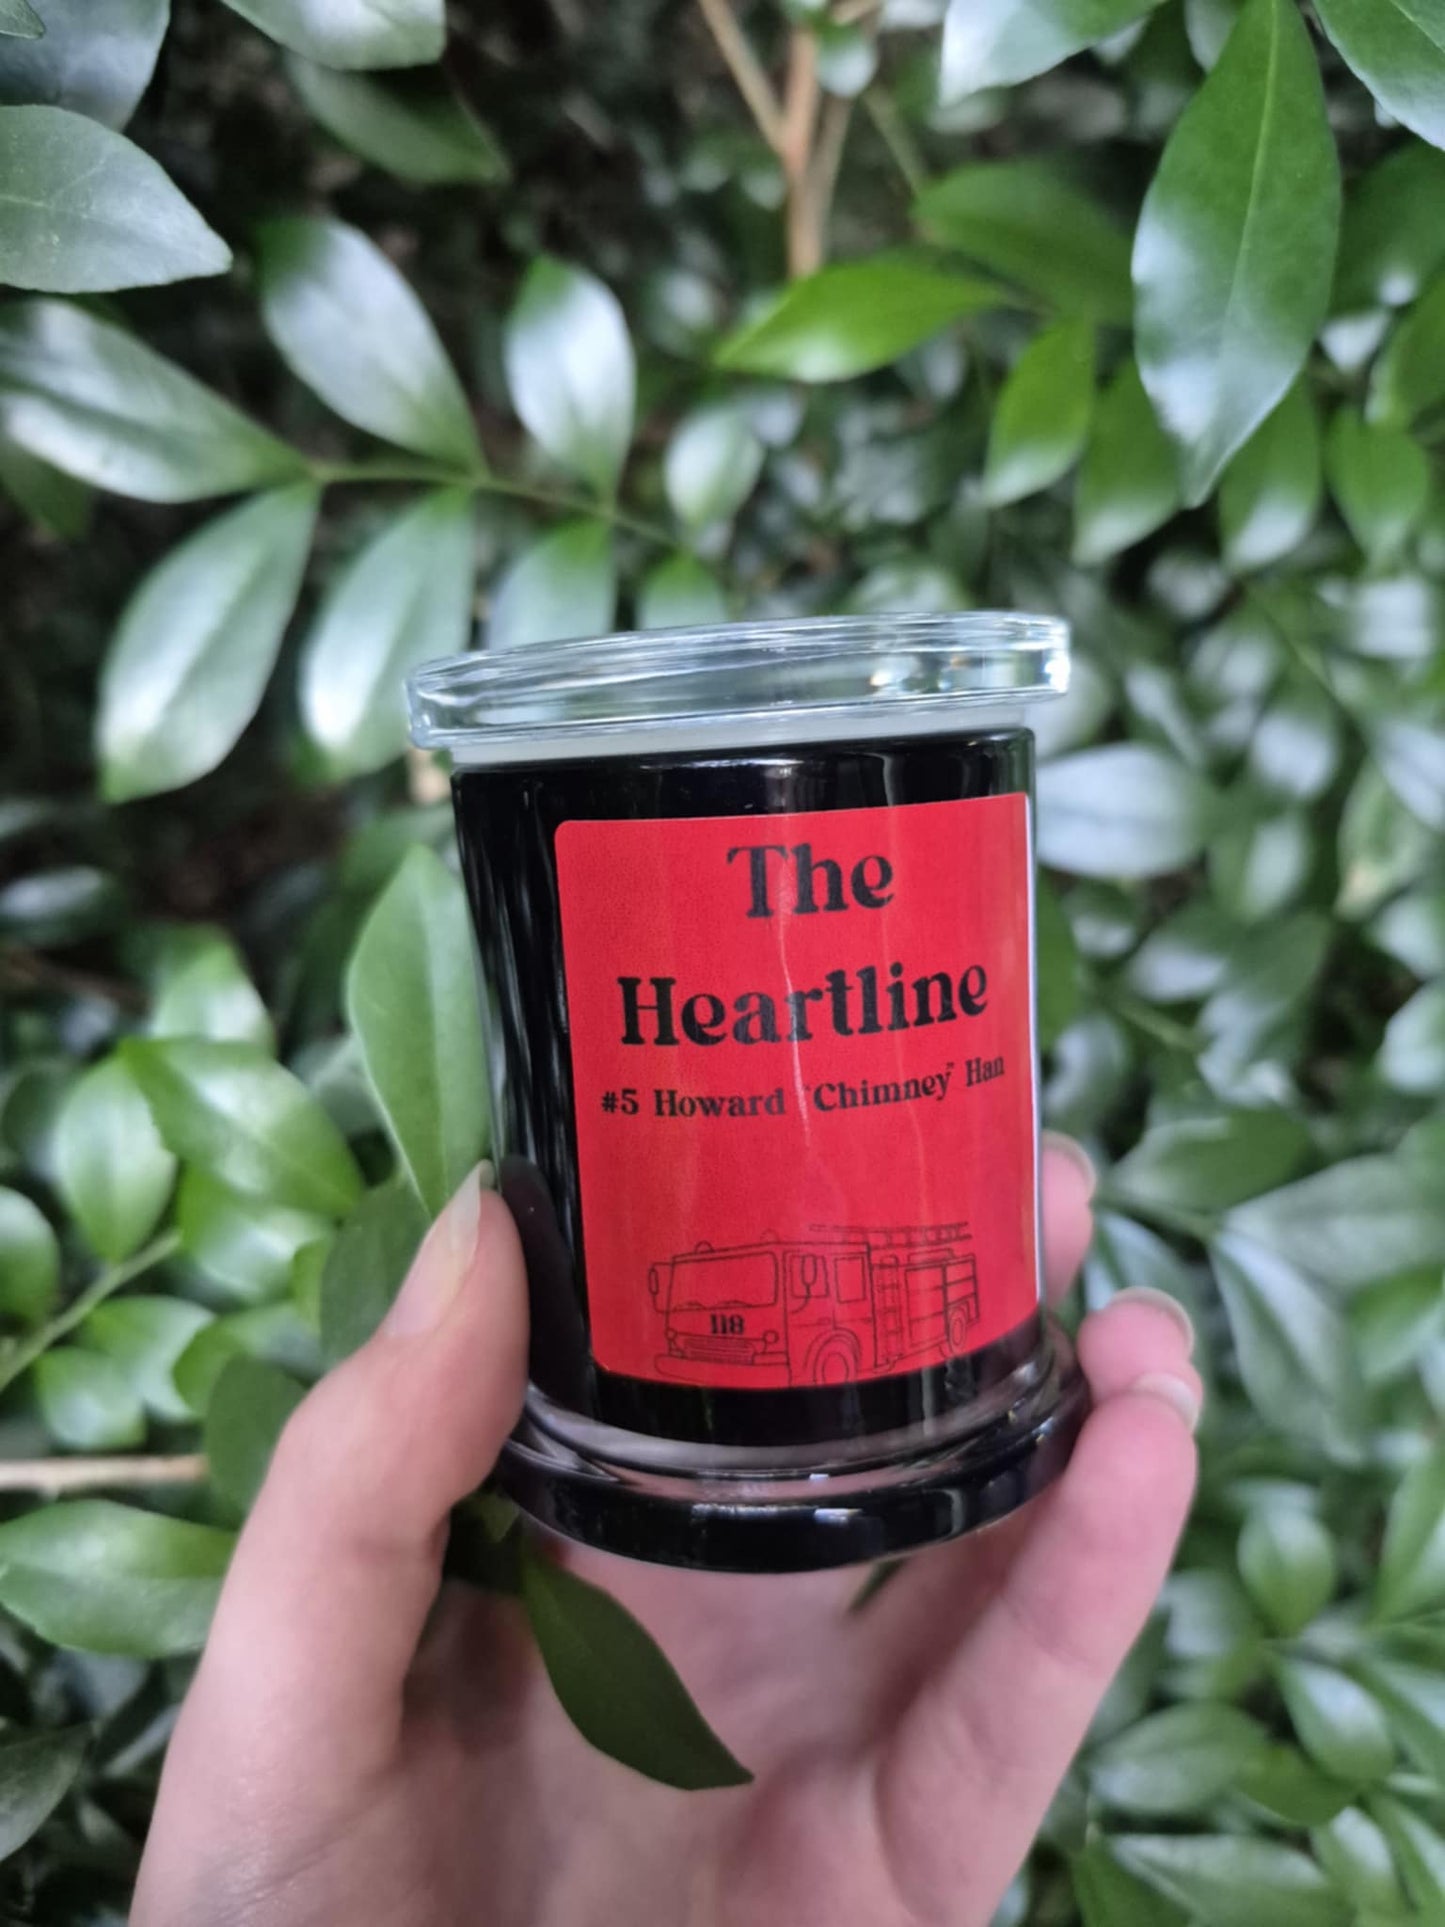 The
Heartline
#5 Howard "Chimney" Han
118